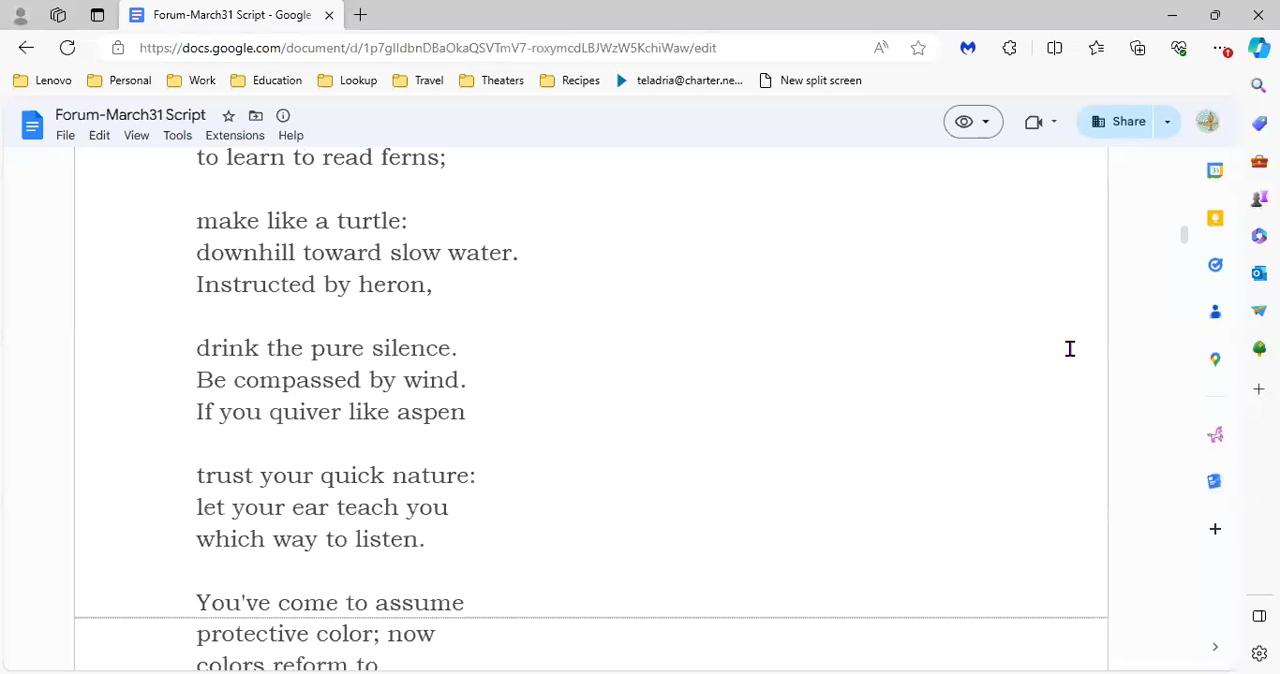 Forum-March31 Script - Google
https://docs.google.com/document/d/1p7glIdbnDBaOkaQSVTmV7-roxymcdLBJWzW5KchiWaw/edit
Lenovo Personal Work Education Lookup Travel Theaters Recipes teladria@charter.ne... New split screen
Forum-March31 Script
File Edit View Tools Extensions Help
Share
to learn to read ferns;
make like a turtle:
downhill toward slow water.
Instructed by heron,
drink the pure silence.
Be compassed by wind.
If you quiver like aspen
trust your quick nature:
let your ear teach you
which way to listen.
You've come to assume
protective color; now
colors reform to